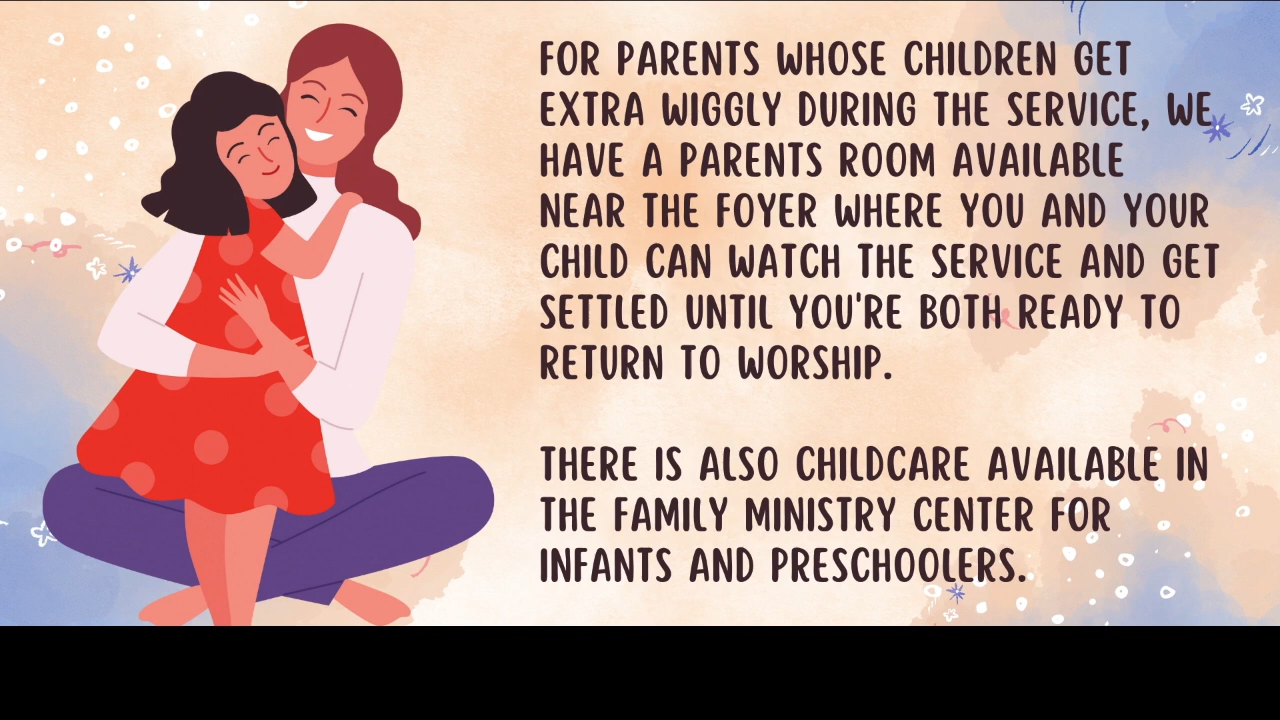 FOR PARENTS WHOSE CHILDREN GET
EXTRA WIGGLY DURING THE SERVICE, WE
HAVE A PARENTS ROOM AVAILABLE
NEAR THE FOYER WHERE YOU AND YOUR
CHILD CAN WATCH THE SERVICE AND GET
SETTLED UNTIL YOU'RE BOTH READY TO
RETURN TO WORSHIP.
THERE IS ALSO CHILDCARE AVAILABLE IN
THE FAMILY MINISTRY CENTER FOR
INFANTS AND PRESCHOOLERS.